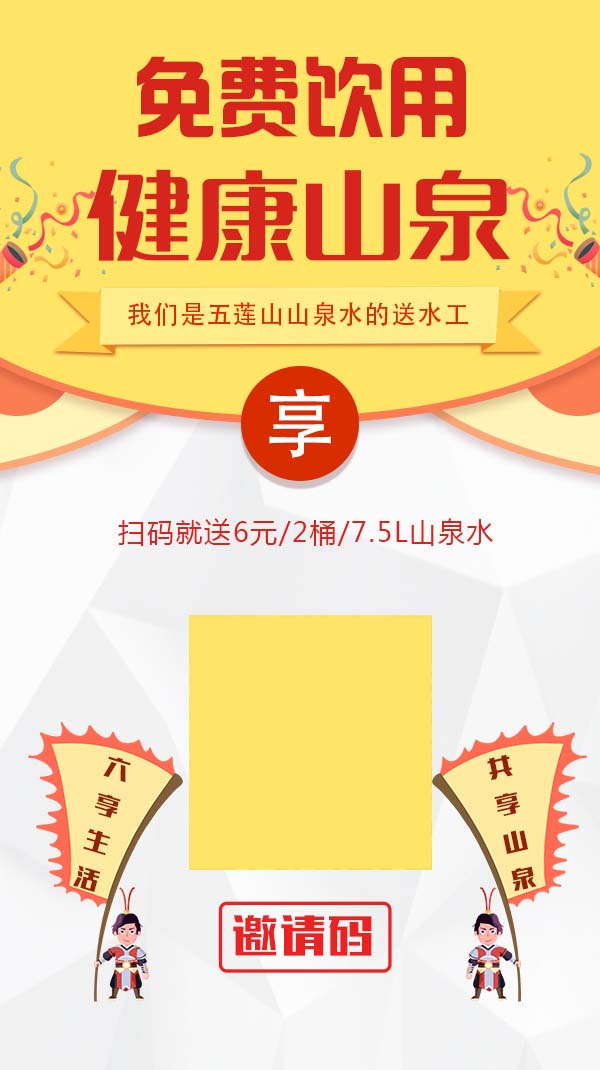 免费饮用
健康山泉
我们是五莲山山泉水的送水工
享
扫码就送6元/2桶/7.5L山泉水
六享生活
共享山泉
邀请码